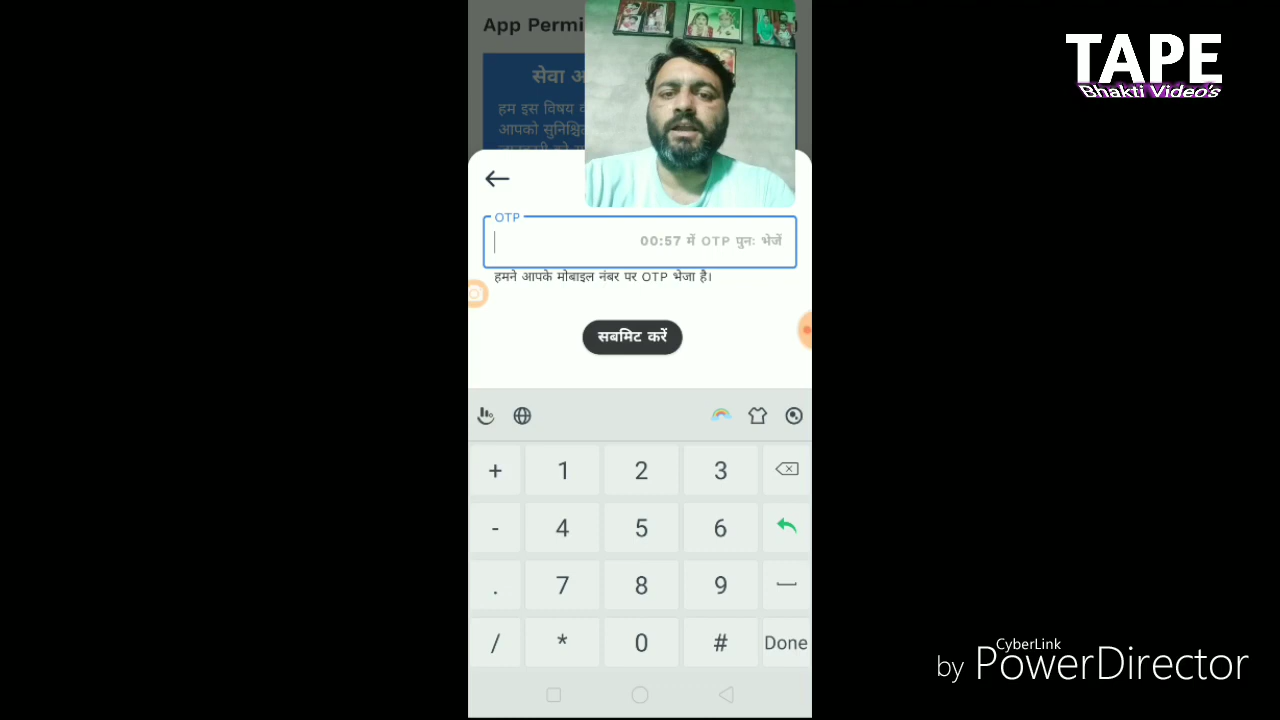 App Permi
TAPE
Bhakti Video's
सेवा अ
हम इस विषय
आपको सुनिश्चित
OTP
00:57 में OTP पुनः भेजें
हमने आपके मोबाइल नंबर पर OTP भेजा है।
सबमिट करें
+ 1 2 3
- 4 5 6
. 7 8 9
/ * 0 # Done
CyberLink
by PowerDirector